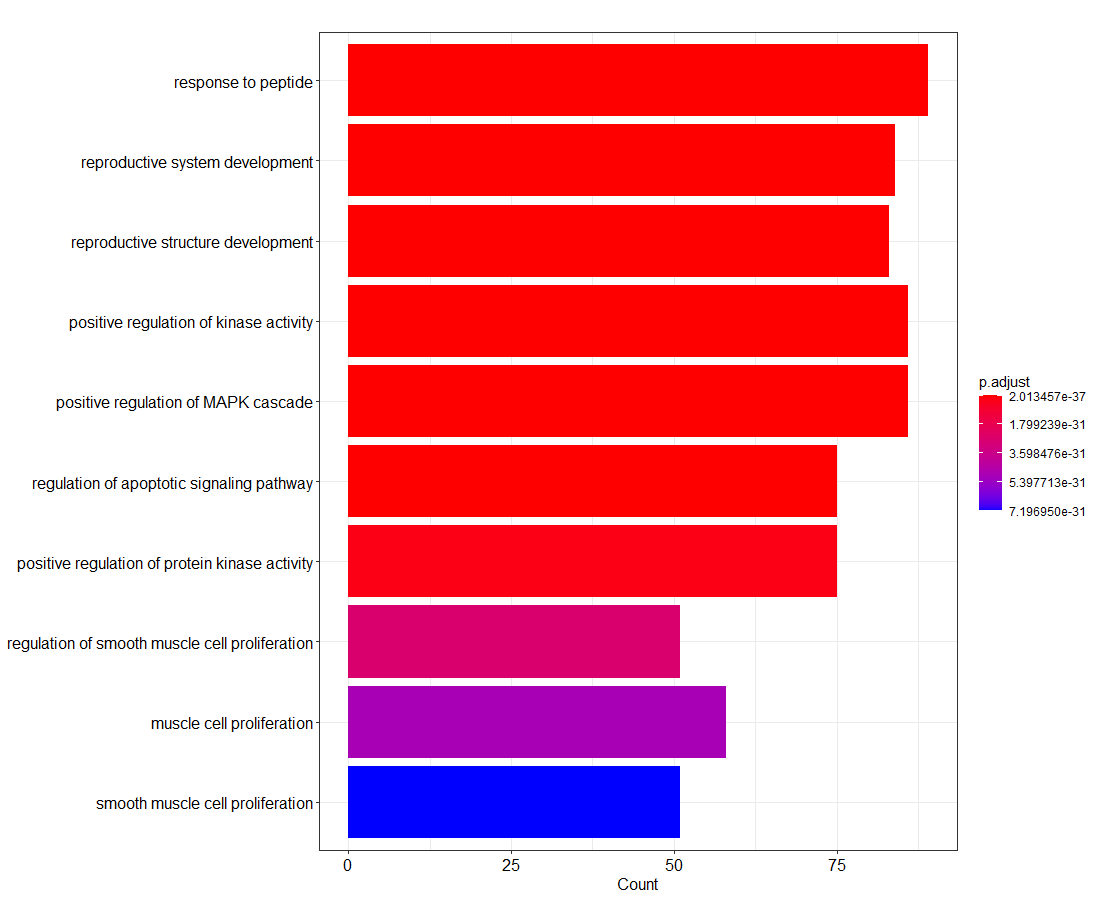 response to peptide
reproductive system development
reproductive structure development
positive regulation of kinase activity
positive regulation of MAPK cascade
regulation of apoptotic signaling pathway
positive regulation of protein kinase activity
regulation of smooth muscle cell proliferation
muscle cell proliferation
smooth muscle cell proliferation
0 25 50 75
Count
p.adjust
2.013457e-37
1.799239e-31
3.598476e-31
5.397713e-31
7.196950e-31